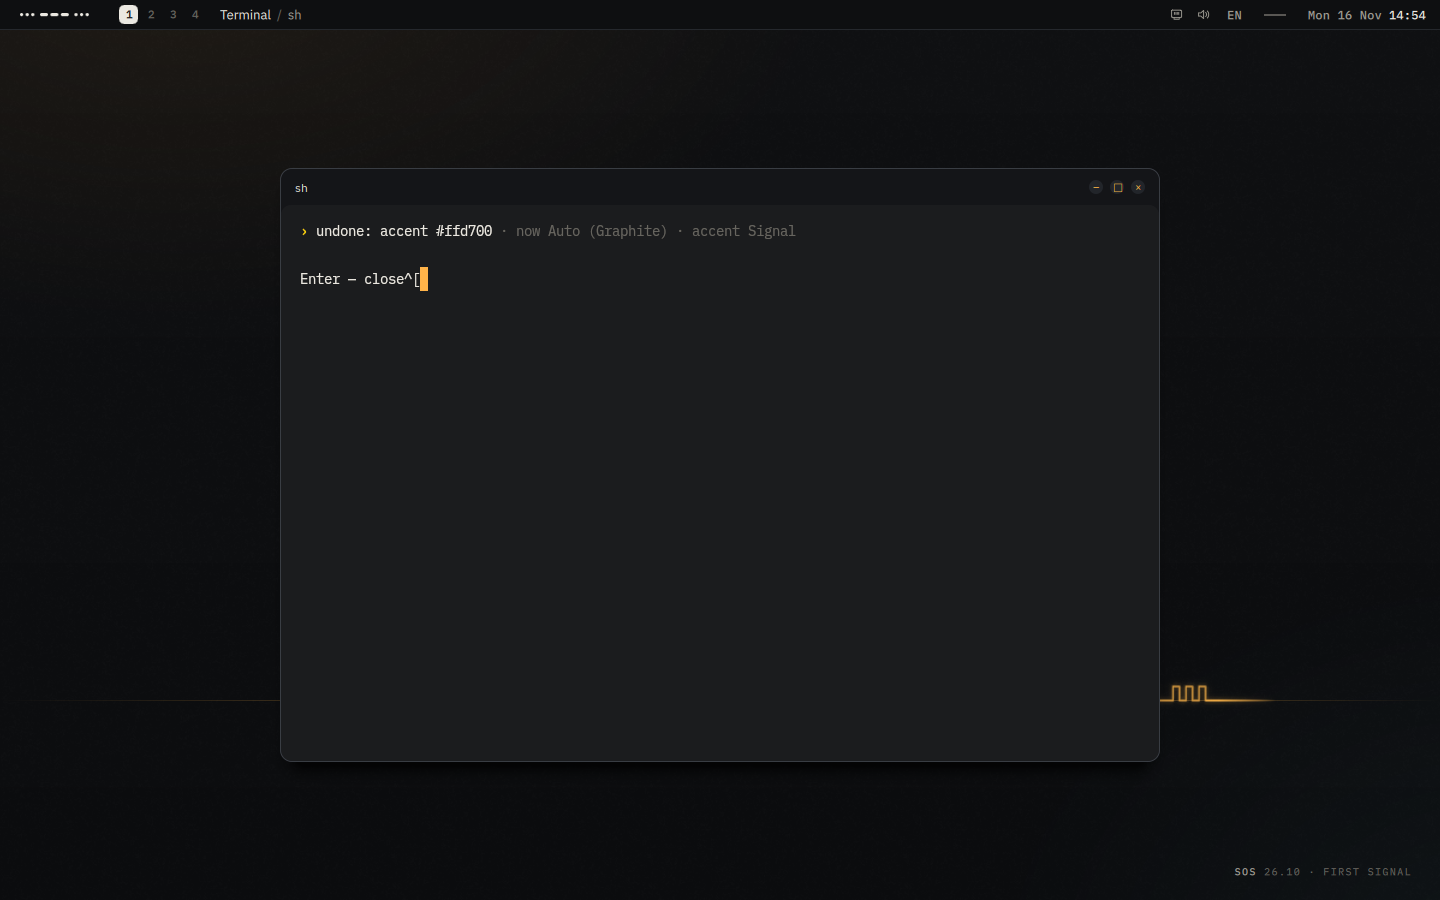 1 2 3 4 Terminal / sh EN Mon 16 Nov 14:54
sh
› undone: accent #ffd700 · now Auto (Graphite) · accent Signal
Enter — close^[
SOS 26.10 · FIRST SIGNAL